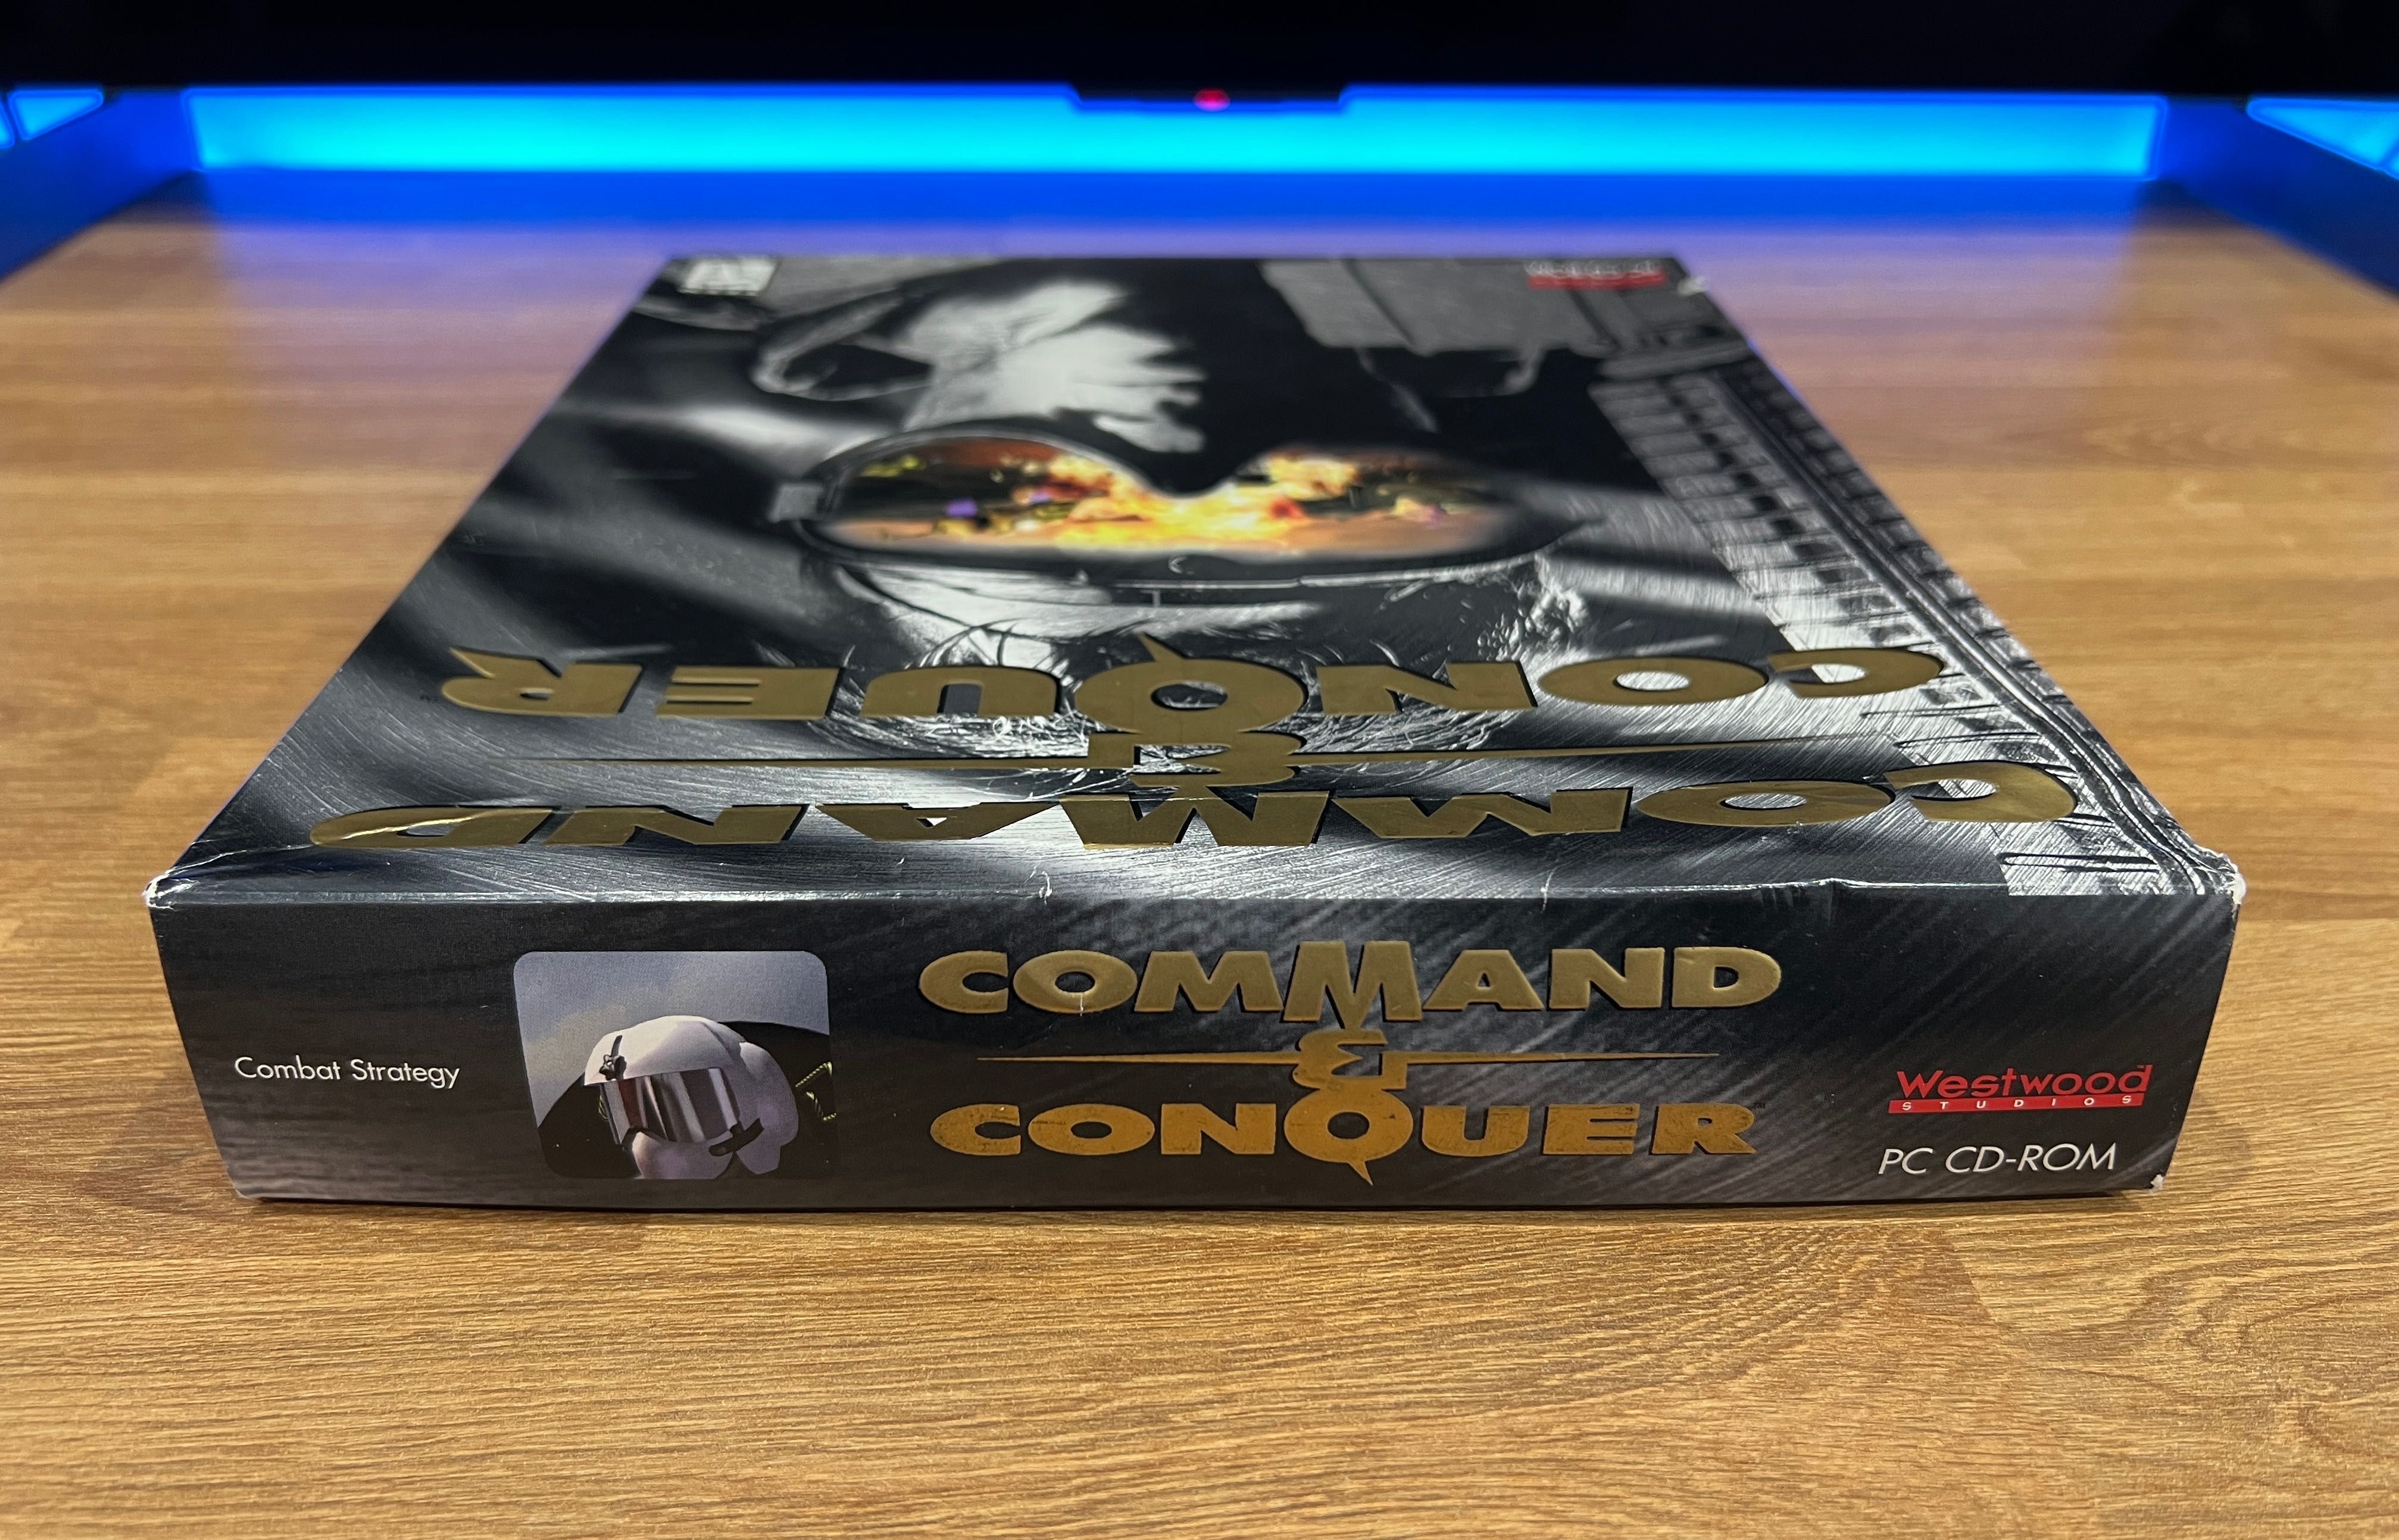 CONQUER
&
COMMAND
Combat Strategy
COMMAND
&
CONQUER
Westwood
STUDIOS
PC CD-ROM